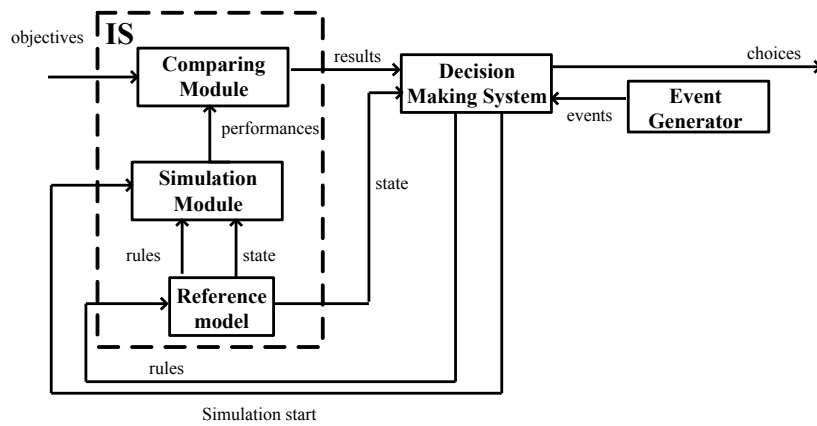 IS
objectives
Comparing
Module
results
Decision
Making System
choices
Event
Generator
events
performances
Simulation
Module
state
rules
state
Reference
model
rules
Simulation start